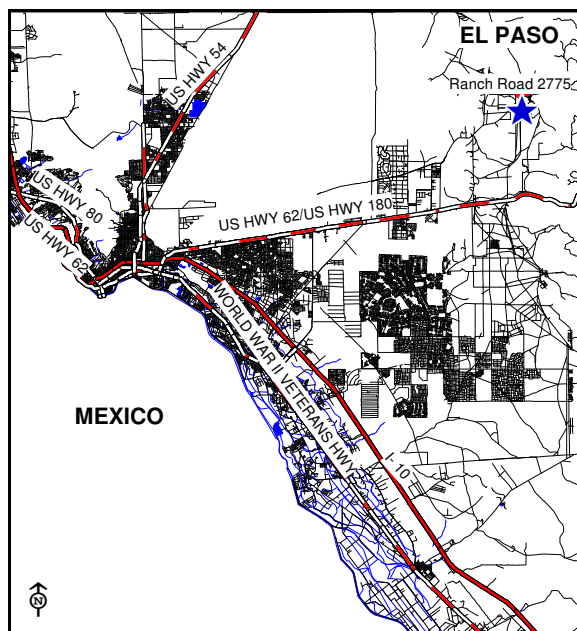 EL PASO
US HWY 54
Ranch Road 2775
US HWY 80
US HWY 62/US HWY 180
US HWY 62
WORLD WAR II VETERANS HWY
MEXICO
I 10
N